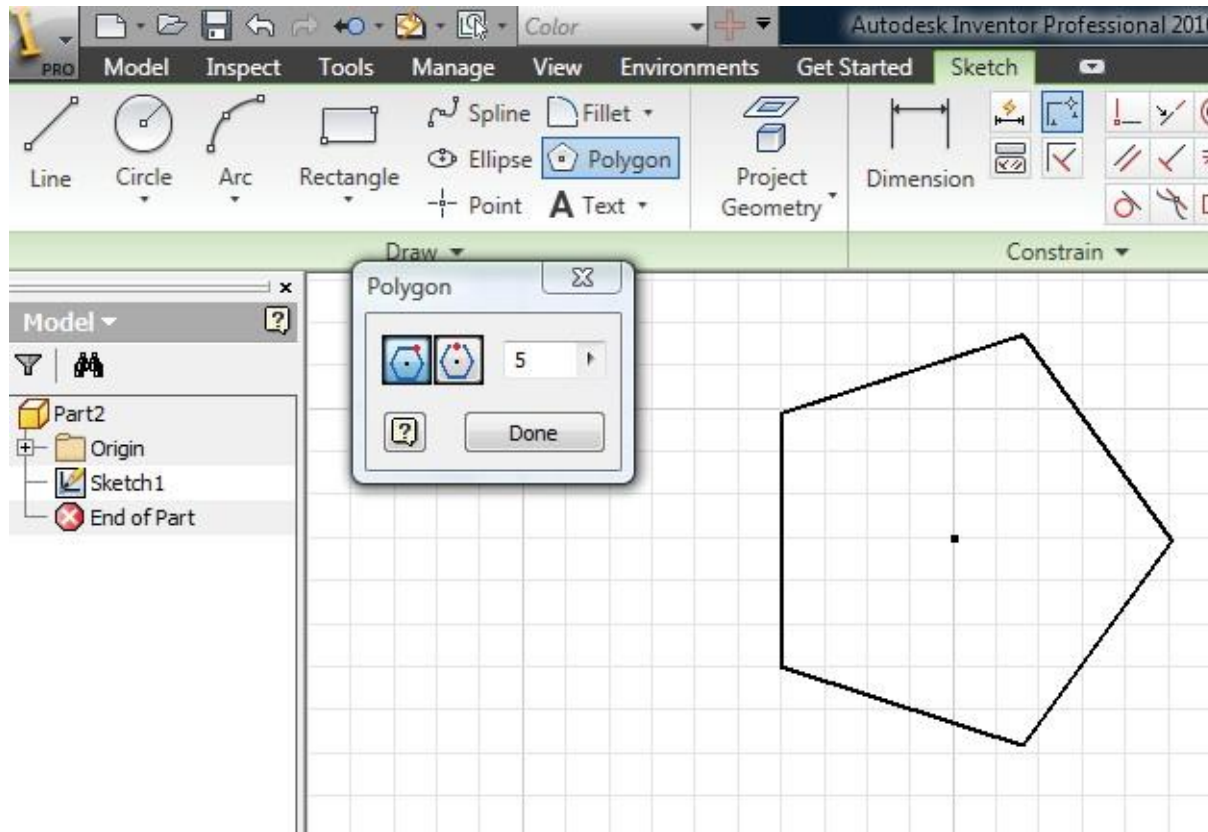 Color
Autodesk Inventor Professional 201
PRO Model Inspect Tools Manage View Environments Get Started Sketch
Line Circle Arc Rectangle
Spline Fillet
Ellipse Polygon
Point A Text
Project Geometry
Dimension
Draw Constrain
Model
Part2
Origin
Sketch1
End of Part
Polygon
5
Done